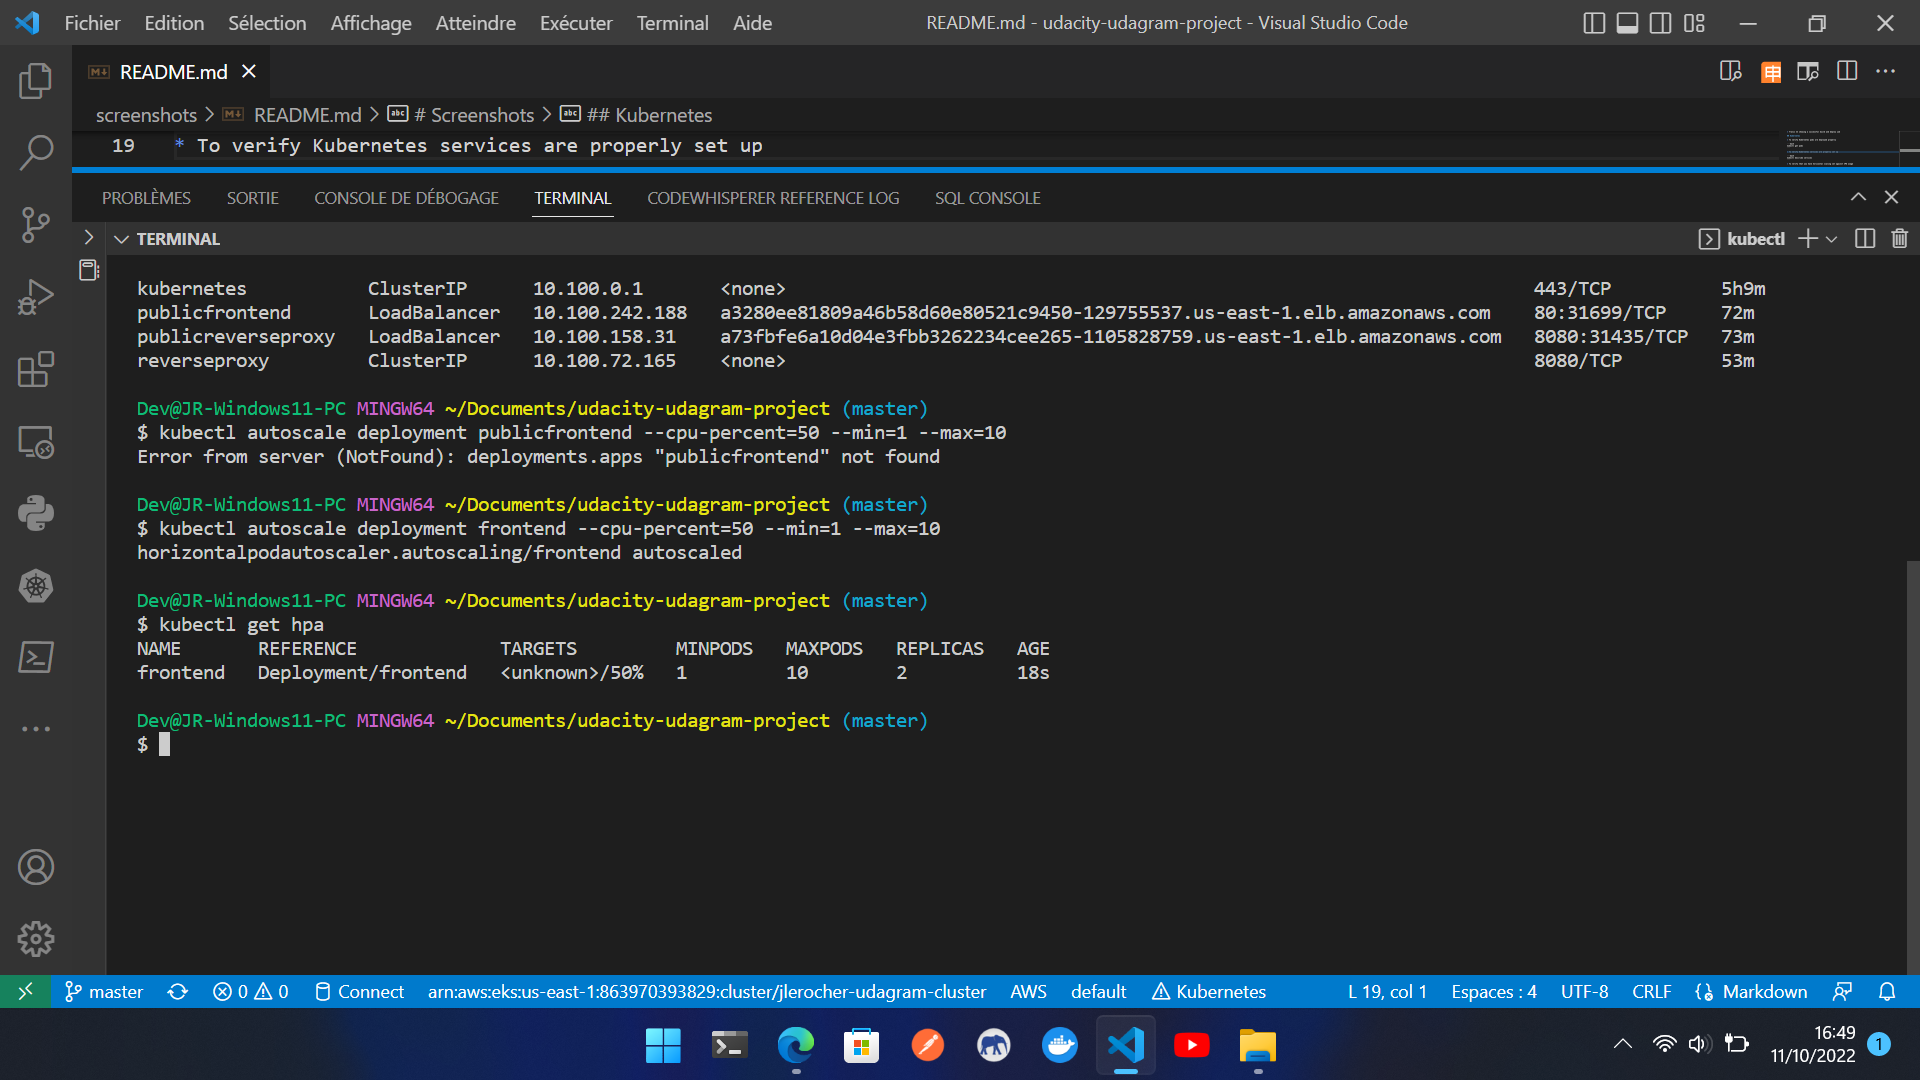 Fichier Edition Sélection Affichage Atteindre Exécuter Terminal Aide README.md - udacity-udagram-project - Visual Studio Code
README.md
screenshots > README.md > # Screenshots > ## Kubernetes
19 * To verify Kubernetes services are properly set up
PROBLÈMES SORTIE CONSOLE DE DÉBOGAGE TERMINAL CODEWHISPERER REFERENCE LOG SQL CONSOLE
TERMINAL kubectl
kubernetes ClusterIP 10.100.0.1 <none> 443/TCP 5h9m
publicfrontend LoadBalancer 10.100.242.188 a3280ee81809a46b58d60e80521c9450-129755537.us-east-1.elb.amazonaws.com 80:31699/TCP 72m
publicreverseproxy LoadBalancer 10.100.158.31 a73fbfe6a10d04e3fbb3262234cee265-1105828759.us-east-1.elb.amazonaws.com 8080:31435/TCP 73m
reverseproxy ClusterIP 10.100.72.165 <none> 8080/TCP 53m
Dev@JR-Windows11-PC MINGW64 ~/Documents/udacity-udagram-project (master)
$ kubectl autoscale deployment publicfrontend --cpu-percent=50 --min=1 --max=10
Error from server (NotFound): deployments.apps "publicfrontend" not found
Dev@JR-Windows11-PC MINGW64 ~/Documents/udacity-udagram-project (master)
$ kubectl autoscale deployment frontend --cpu-percent=50 --min=1 --max=10
horizontalpodautoscaler.autoscaling/frontend autoscaled
Dev@JR-Windows11-PC MINGW64 ~/Documents/udacity-udagram-project (master)
$ kubectl get hpa
NAME REFERENCE TARGETS MINPODS MAXPODS REPLICAS AGE
frontend Deployment/frontend <unknown>/50% 1 10 2 18s
Dev@JR-Windows11-PC MINGW64 ~/Documents/udacity-udagram-project (master)
$
master 0 0 Connect arn:aws:eks:us-east-1:863970393829:cluster/jlerocher-udagram-cluster AWS default Kubernetes L 19, col 1 Espaces : 4 UTF-8 CRLF Markdown
16:49
11/10/2022 1